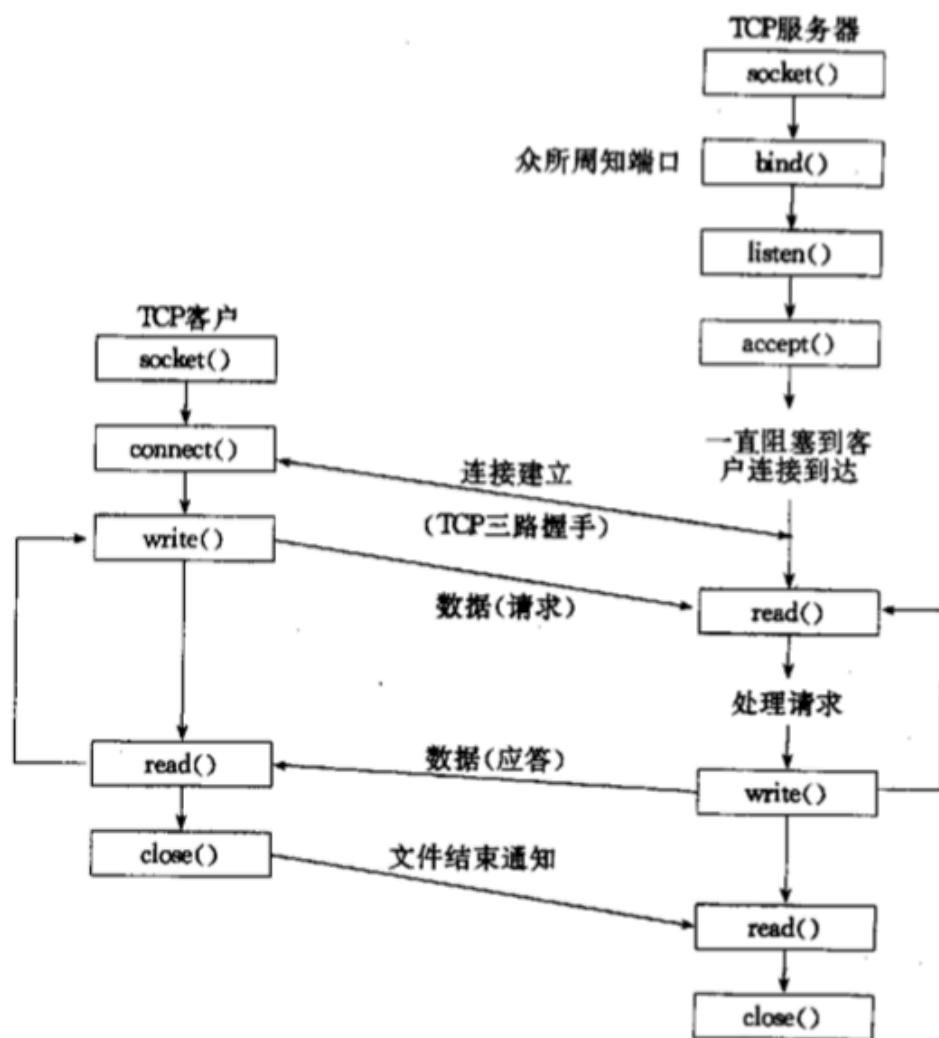 TCP服务器
socket()
众所周知端口
bind()
listen()
TCP客户
accept()
socket()
一直阻塞到客
户连接到达
connect()
连接建立
(TCP三路握手)
write()
数据(请求)
read()
处理请求
数据(应答)
read()
write()
close()
文件结束通知
read()
close()